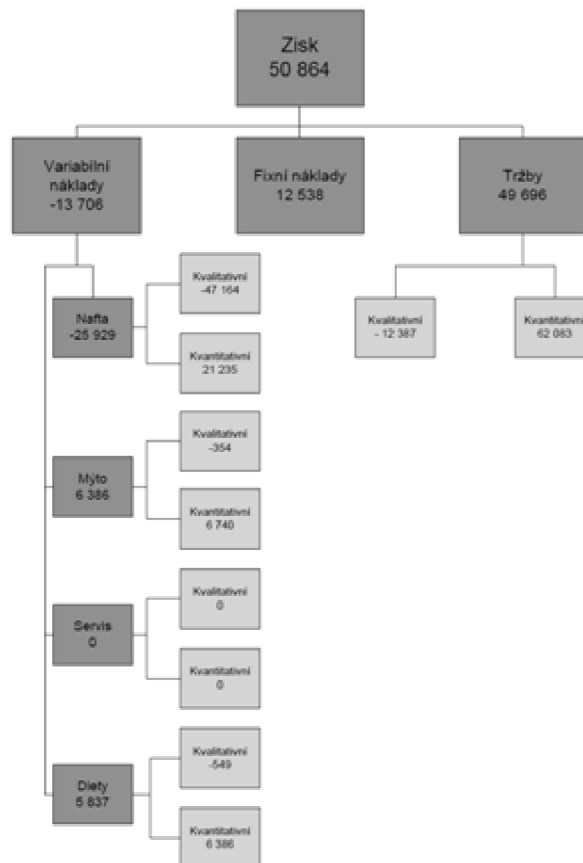 Zisk
50 864
Variabilní
náklady
-13 706
Fixní náklady
12 538
Tržby
49 696
Nafta
-25 929
Kvalitativní
-47 164
Kvantitativní
21 235
Kvalitativní
- 12 387
Kvantitativní
62 083
Mýto
6 386
Kvalitativní
-354
Kvantitativní
6 740
Servis
0
Kvalitativní
0
Kvantitativní
0
Diety
5 837
Kvalitativní
-549
Kvantitativní
6 386